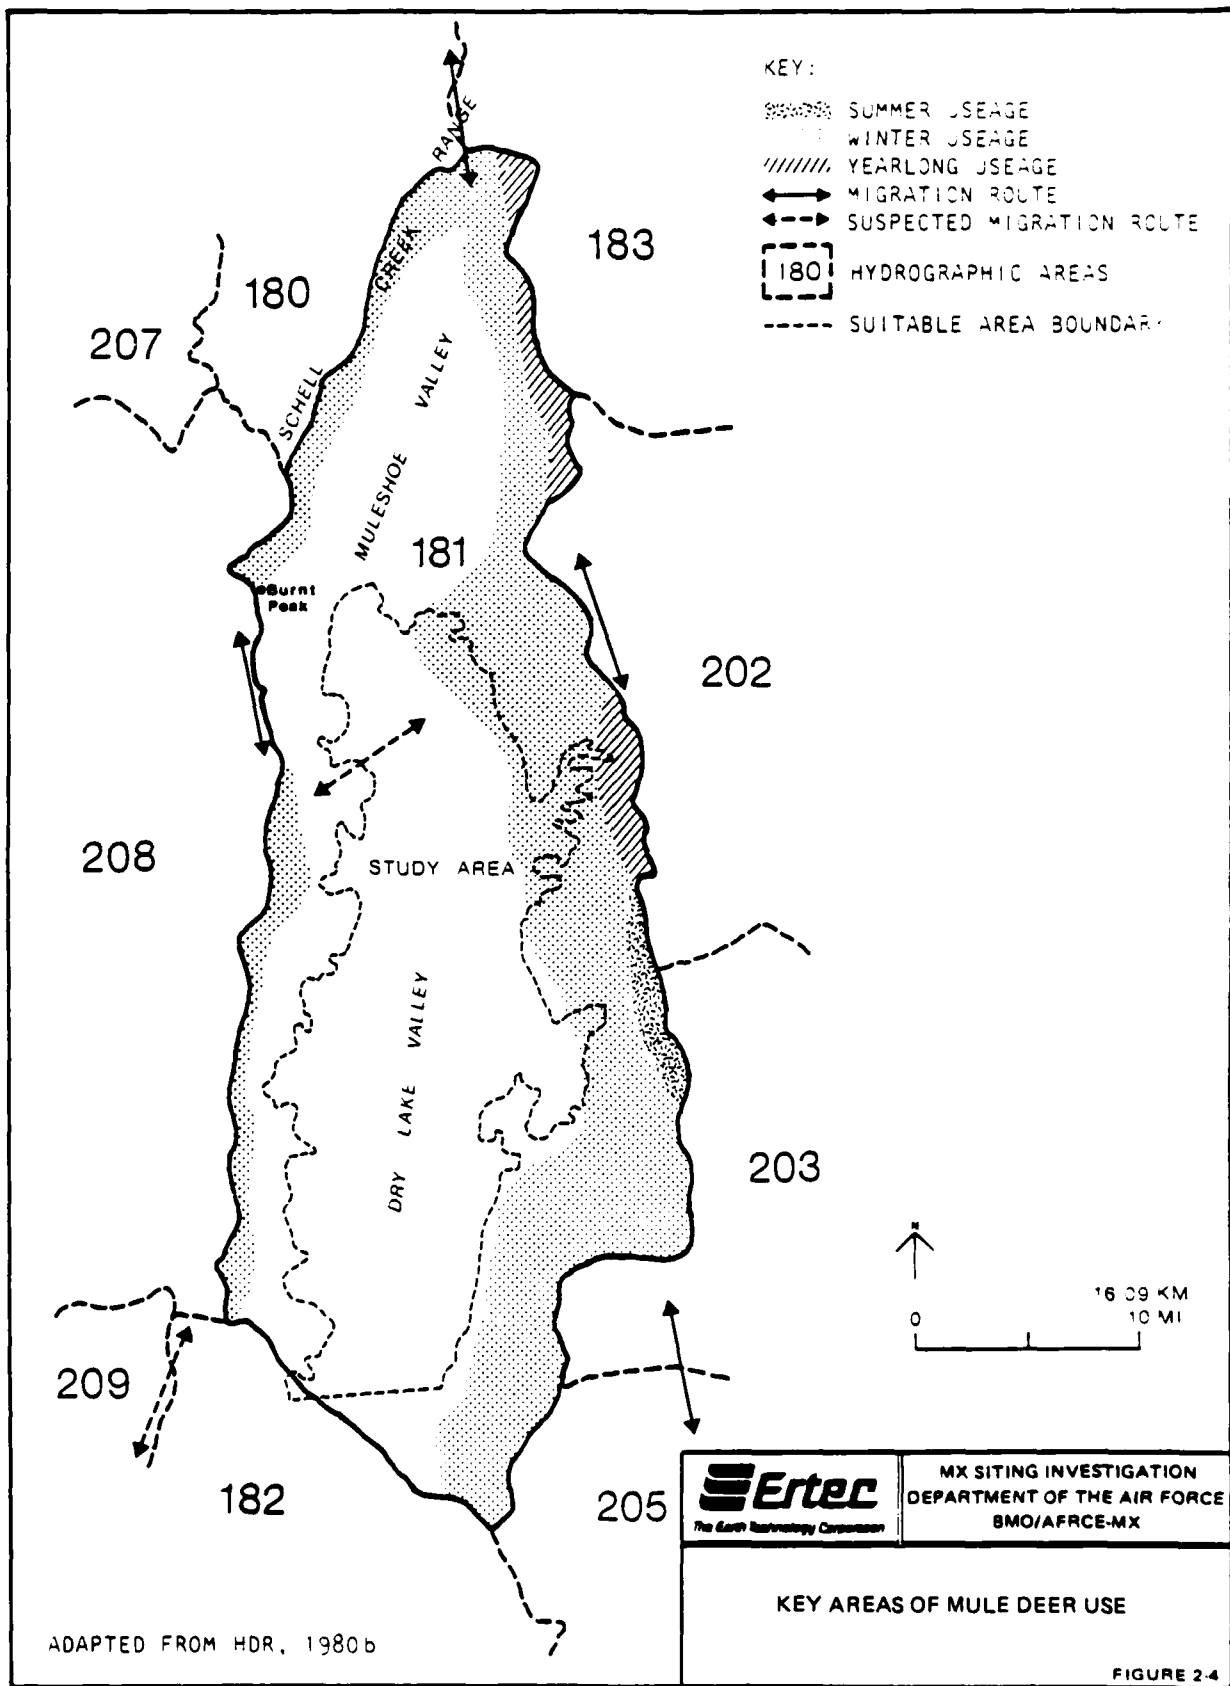 KEY:
SUMMER USEAGE
WINTER USEAGE
YEARLONG USEAGE
MIGRATION ROUTE
SUSPECTED MIGRATION ROUTE
180 HYDROGRAPHIC AREAS
SUITABLE AREA BOUNDARY
SCHELL CREEK RANGE
183
180
207
MULESHOE VALLEY
181
Burnt
Peak
202
208
STUDY AREA
DRY LAKE VALLEY
203
N
16.09 KM
0 10 MI
209
182
205
Ertec
The Earth Technology Corporation
MX SITING INVESTIGATION
DEPARTMENT OF THE AIR FORCE
BMO/AFRCE-MX
KEY AREAS OF MULE DEER USE
ADAPTED FROM HDR, 1980b
FIGURE 2-4